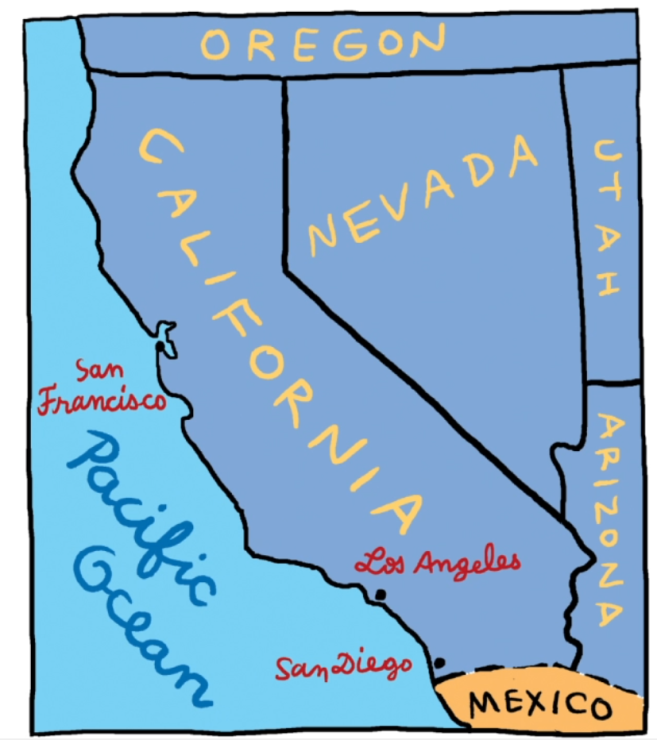 OREGON
CALIFORNIA
NEVADA
UTAH
San
Francisco
Pacific
Ocean
ARIZONA
Los Angeles
San Diego
MEXICO